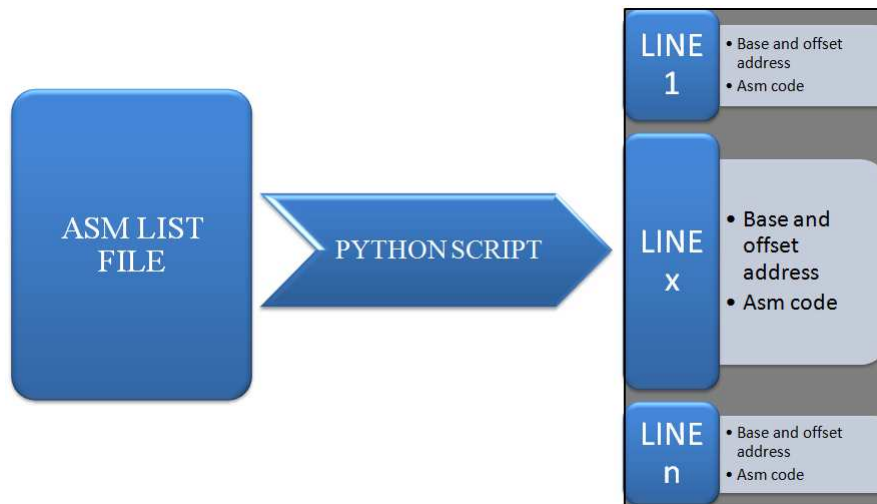 ASM LIST
FILE
PYTHON SCRIPT
LINE
1
• Base and offset
address
• Asm code
LINE
x
• Base and
offset
address
• Asm code
LINE
n
• Base and offset
address
• Asm code